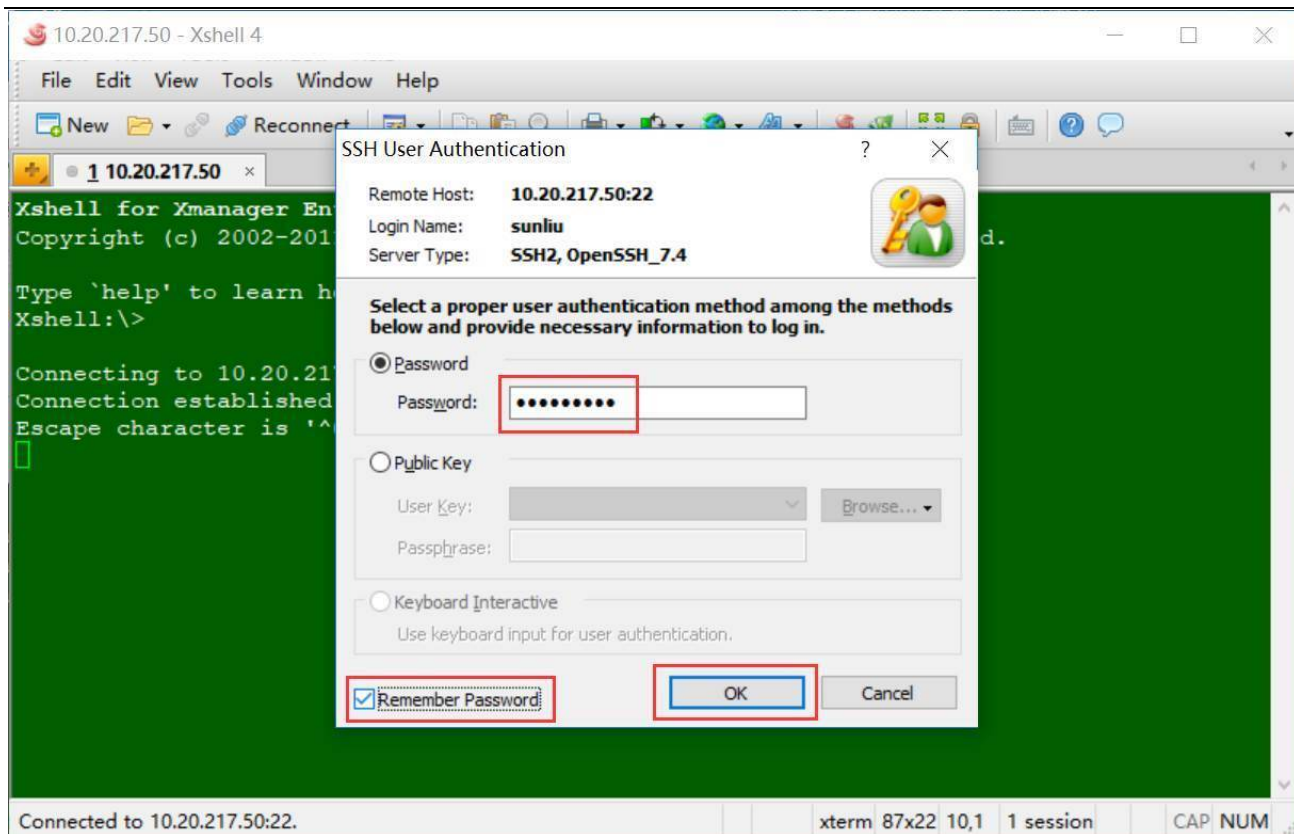 10.20.217.50 - Xshell 4
File Edit View Tools Window Help
New Reconnect
1 10.20.217.50
Xshell for Xmanager En
Copyright (c) 2002-201 d.
Type `help' to learn h
Xshell:\>
Connecting to 10.20.21
Connection established
Escape character is '^
SSH User Authentication
Remote Host: 10.20.217.50:22
Login Name: sunliu
Server Type: SSH2, OpenSSH_7.4
Select a proper user authentication method among the methods
below and provide necessary information to log in.
Password
Password: •••••••••
Public Key
User Key: Browse...
Passphrase:
Keyboard Interactive
Use keyboard input for user authentication.
Remember Password OK Cancel
Connected to 10.20.217.50:22. xterm 87x22 10,1 1 session CAP NUM